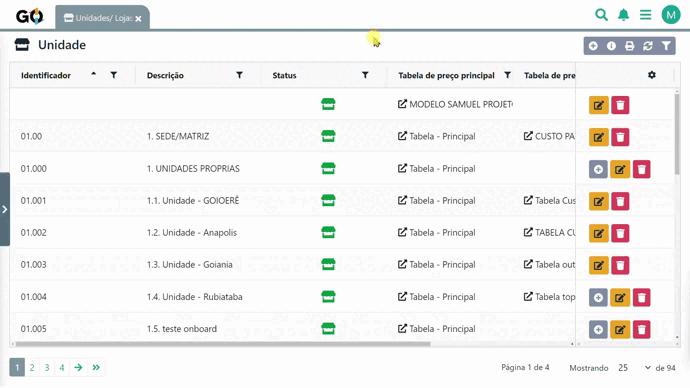 GO Unidades/ Lojas M
Unidade
Identificador Descrição Status Tabela de preço principal Tabela de pre
MODELO SAMUEL PROJET
01.00 1. SEDE/MATRIZ Tabela - Principal CUSTO PA
01.000 1. UNIDADES PROPRIAS Tabela - Principal
01.001 1.1. Unidade - GOIOERÊ Tabela - Principal Tabela Cus
01.002 1.2. Unidade - Anapolis Tabela - Principal TABELA CU
01.003 1.3. Unidade - Goiania Tabela - Principal Tabela out
01.004 1.4. Unidade - Rubiataba Tabela - Principal Tabela top
01.005 1.5. teste onboard Tabela - Principal
1 2 3 4 Página 1 de 4 Mostrando 25 de 94